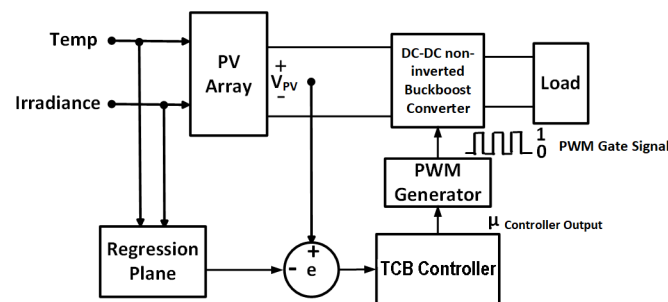 Temp
Irradiance
PV
Array
+
V PV
−
DC-DC non-
inverted
Buckboost
Converter
Load
1
0
PWM Gate Signal
PWM
Generator
μ Controller Output
Regression
Plane
+
- e
TCB Controller